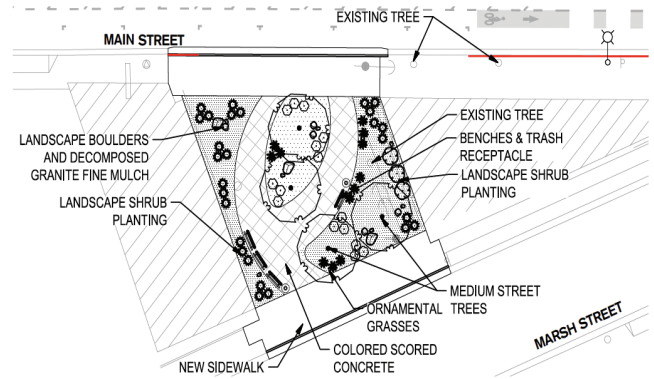 EXISTING TREE
MAIN STREET
LANDSCAPE BOULDERS
AND DECOMPOSED
GRANITE FINE MULCH
LANDSCAPE SHRUB
PLANTING
EXISTING TREE
BENCHES & TRASH
RECEPTACLE
LANDSCAPE SHRUB
PLANTING
MEDIUM STREET
TREES
ORNAMENTAL
GRASSES
COLORED SCORED
CONCRETE
NEW SIDEWALK
MARSH STREET